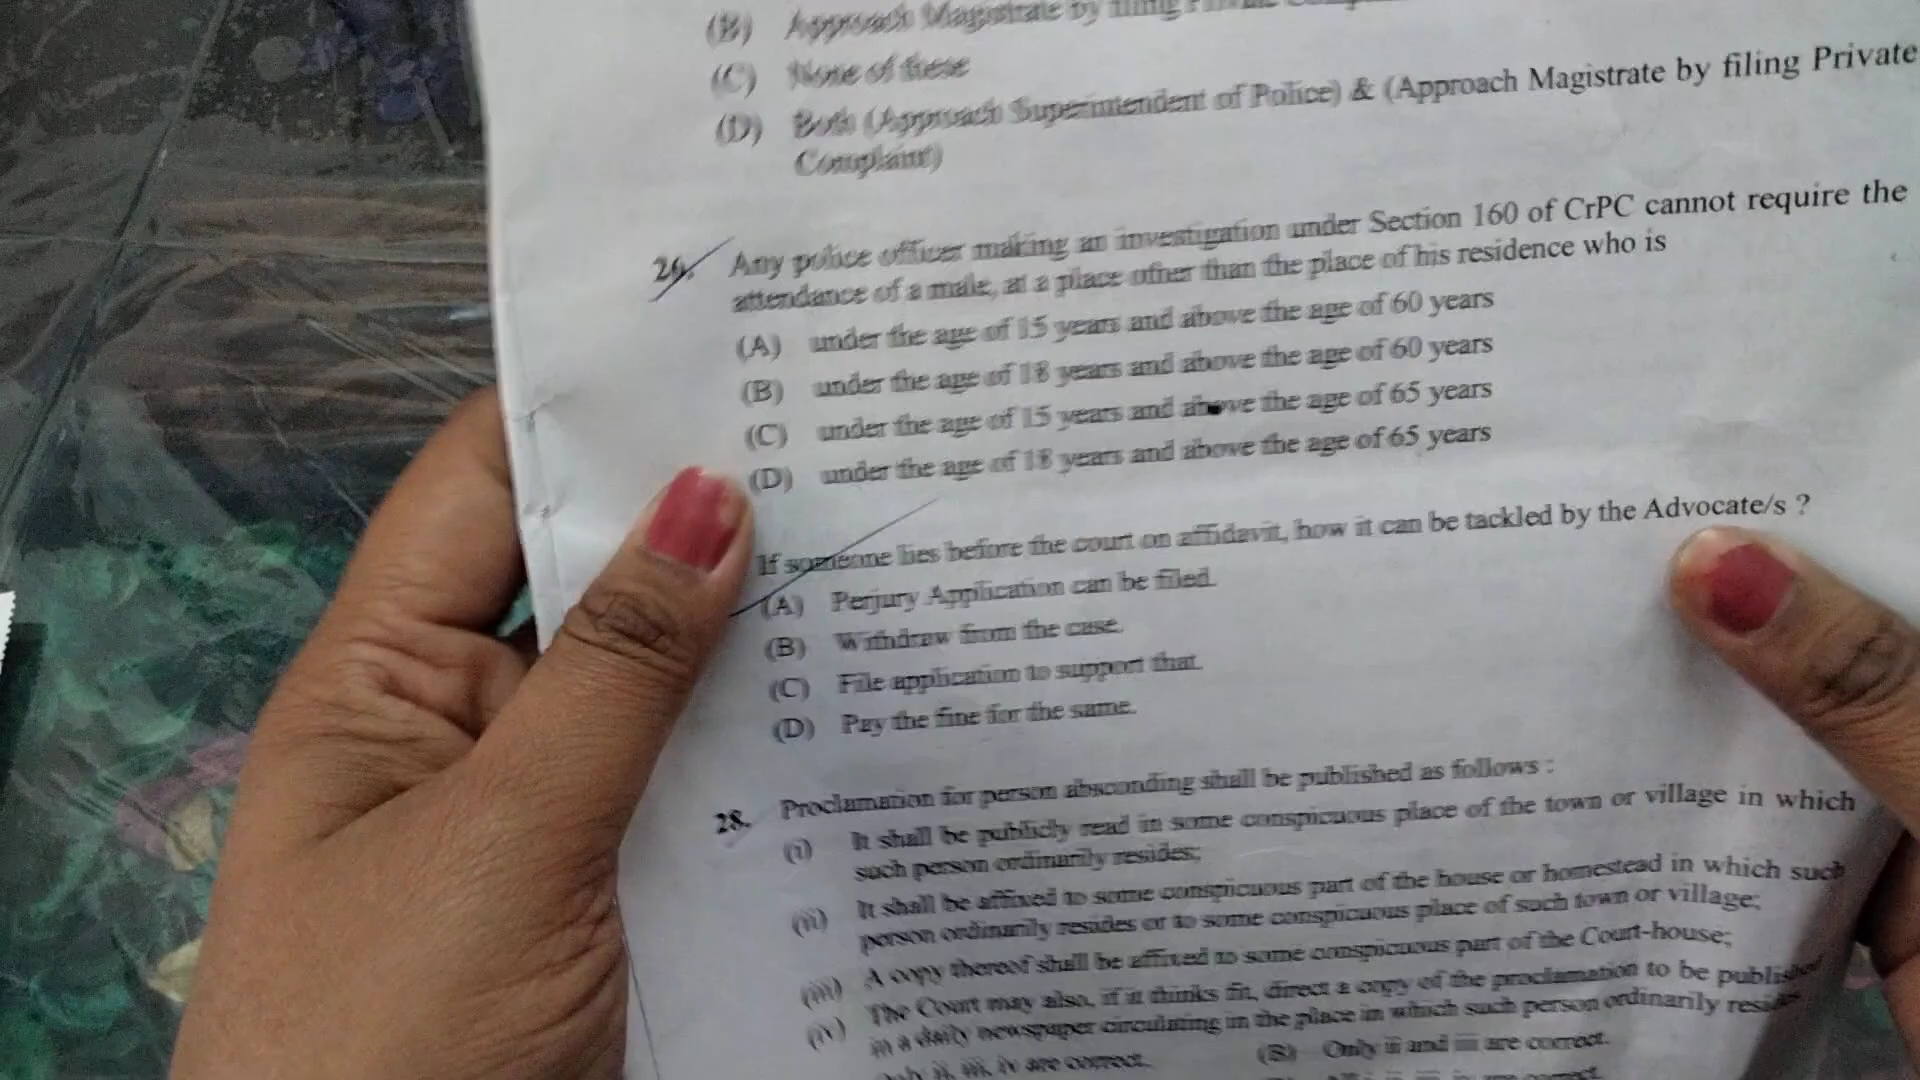 (B) Approach Magistrate by filing Private
(C) None of these
(D) Both (Approach Superintendent of Police) & (Approach Magistrate by filing Private
Complaint)
26. Any police officer making an investigation under Section 160 of CrPC cannot require the
attendance of a male, at a place other than the place of his residence who is
(A) under the age of 15 years and above the age of 60 years
(B) under the age of 18 years and above the age of 60 years
(C) under the age of 15 years and above the age of 65 years
(D) under the age of 18 years and above the age of 65 years
If someone lies before the court on affidavit, how it can be tackled by the Advocate/s ?
(A) Perjury Application can be filed.
(B) Withdraw from the case.
(C) File application to support that.
(D) Pay the fine for the same.
28. Proclamation for person absconding shall be published as follows :
(i) It shall be publicly read in some conspicuous place of the town or village in which
such person ordinarily resides;
(ii) It shall be affixed to some conspicuous part of the house or homestead in which such
person ordinarily resides or to some conspicuous place of such town or village;
(iii) A copy thereof shall be affixed to some conspicuous part of the Court-house;
(iv) The Court may also, if it thinks fit, direct a copy of the proclamation to be published
in a daily newspaper circulating in the place in which such person ordinarily resides
ii, iii, iv are correct. (B) Only ii and iii are correct.